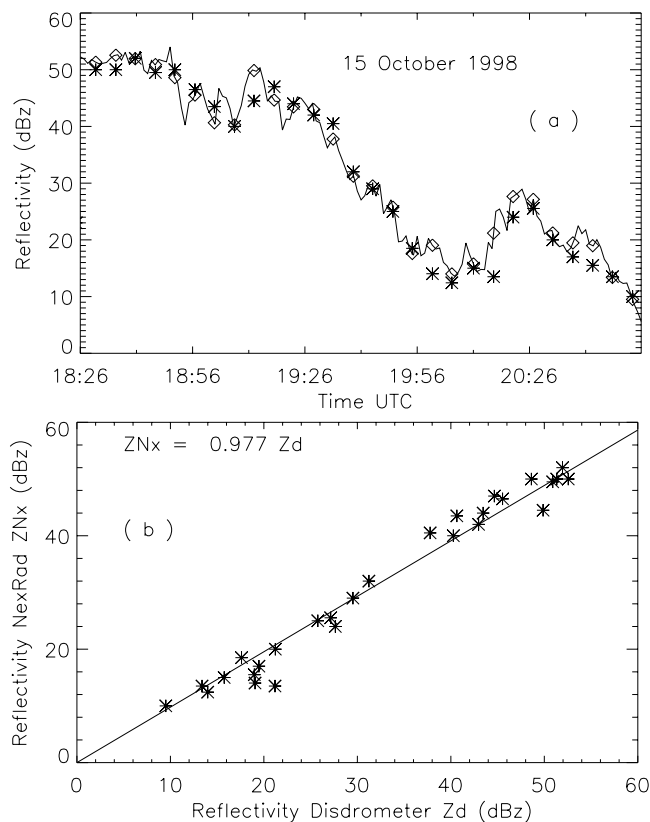 60
50
40
30
20
10
0
Reflectivity (dBz)
15 October 1998
( a )
18:26 18:56 19:26 19:56 20:26
Time UTC
60
40
20
0
Reflectivity NexRad ZNx (dBz)
ZNx = 0.977 Zd
( b )
0 10 20 30 40 50 60
Reflectivity Disdrometer Zd (dBz)